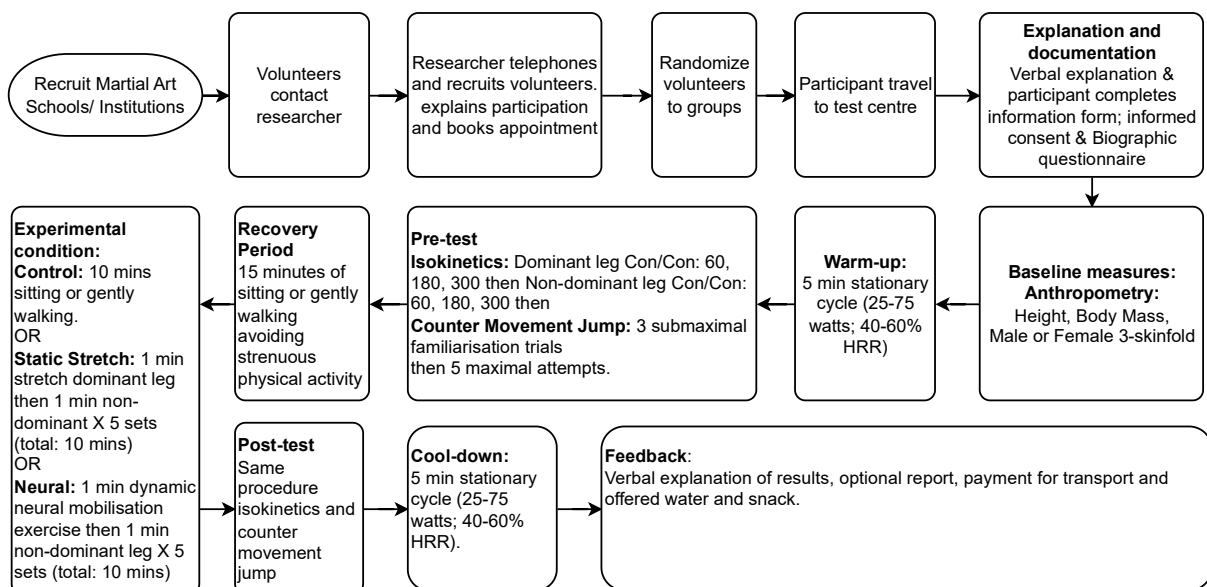 Recruit Martial Art
Schools/ Institutions
Volunteers
contact
researcher
Researcher telephones
and recruits volunteers.
explains participation
and books appointment
Randomize
volunteers
to groups
Participant travel
to test centre
Explanation and
documentation
Verbal explanation &
participant completes
information form; informed
consent & Biographic
questionnaire
Baseline measures:
Anthropometry:
Height, Body Mass,
Male or Female 3-skinfold
Warm-up:
5 min stationary
cycle (25-75
watts; 40-60%
HRR)
Pre-test
Isokinetics: Dominant leg Con/Con: 60,
180, 300 then Non-dominant leg Con/Con:
60, 180, 300 then
Counter Movement Jump: 3 submaximal
familiarisation trials
then 5 maximal attempts.
Recovery
Period
15 minutes of
sitting or gently
walking
avoiding
strenuous
physical activity
Experimental
condition:
Control: 10 mins
sitting or gently
walking.
OR
Static Stretch: 1 min
stretch dominant leg
then 1 min non-
dominant X 5 sets
(total: 10 mins)
OR
Neural: 1 min dynamic
neural mobilisation
exercise then 1 min
non-dominant leg X 5
sets (total: 10 mins)
Post-test
Same
procedure
isokinetics and
counter
movement
jump
Cool-down:
5 min stationary
cycle (25-75
watts; 40-60%
HRR).
Feedback:
Verbal explanation of results, optional report, payment for transport and
offered water and snack.